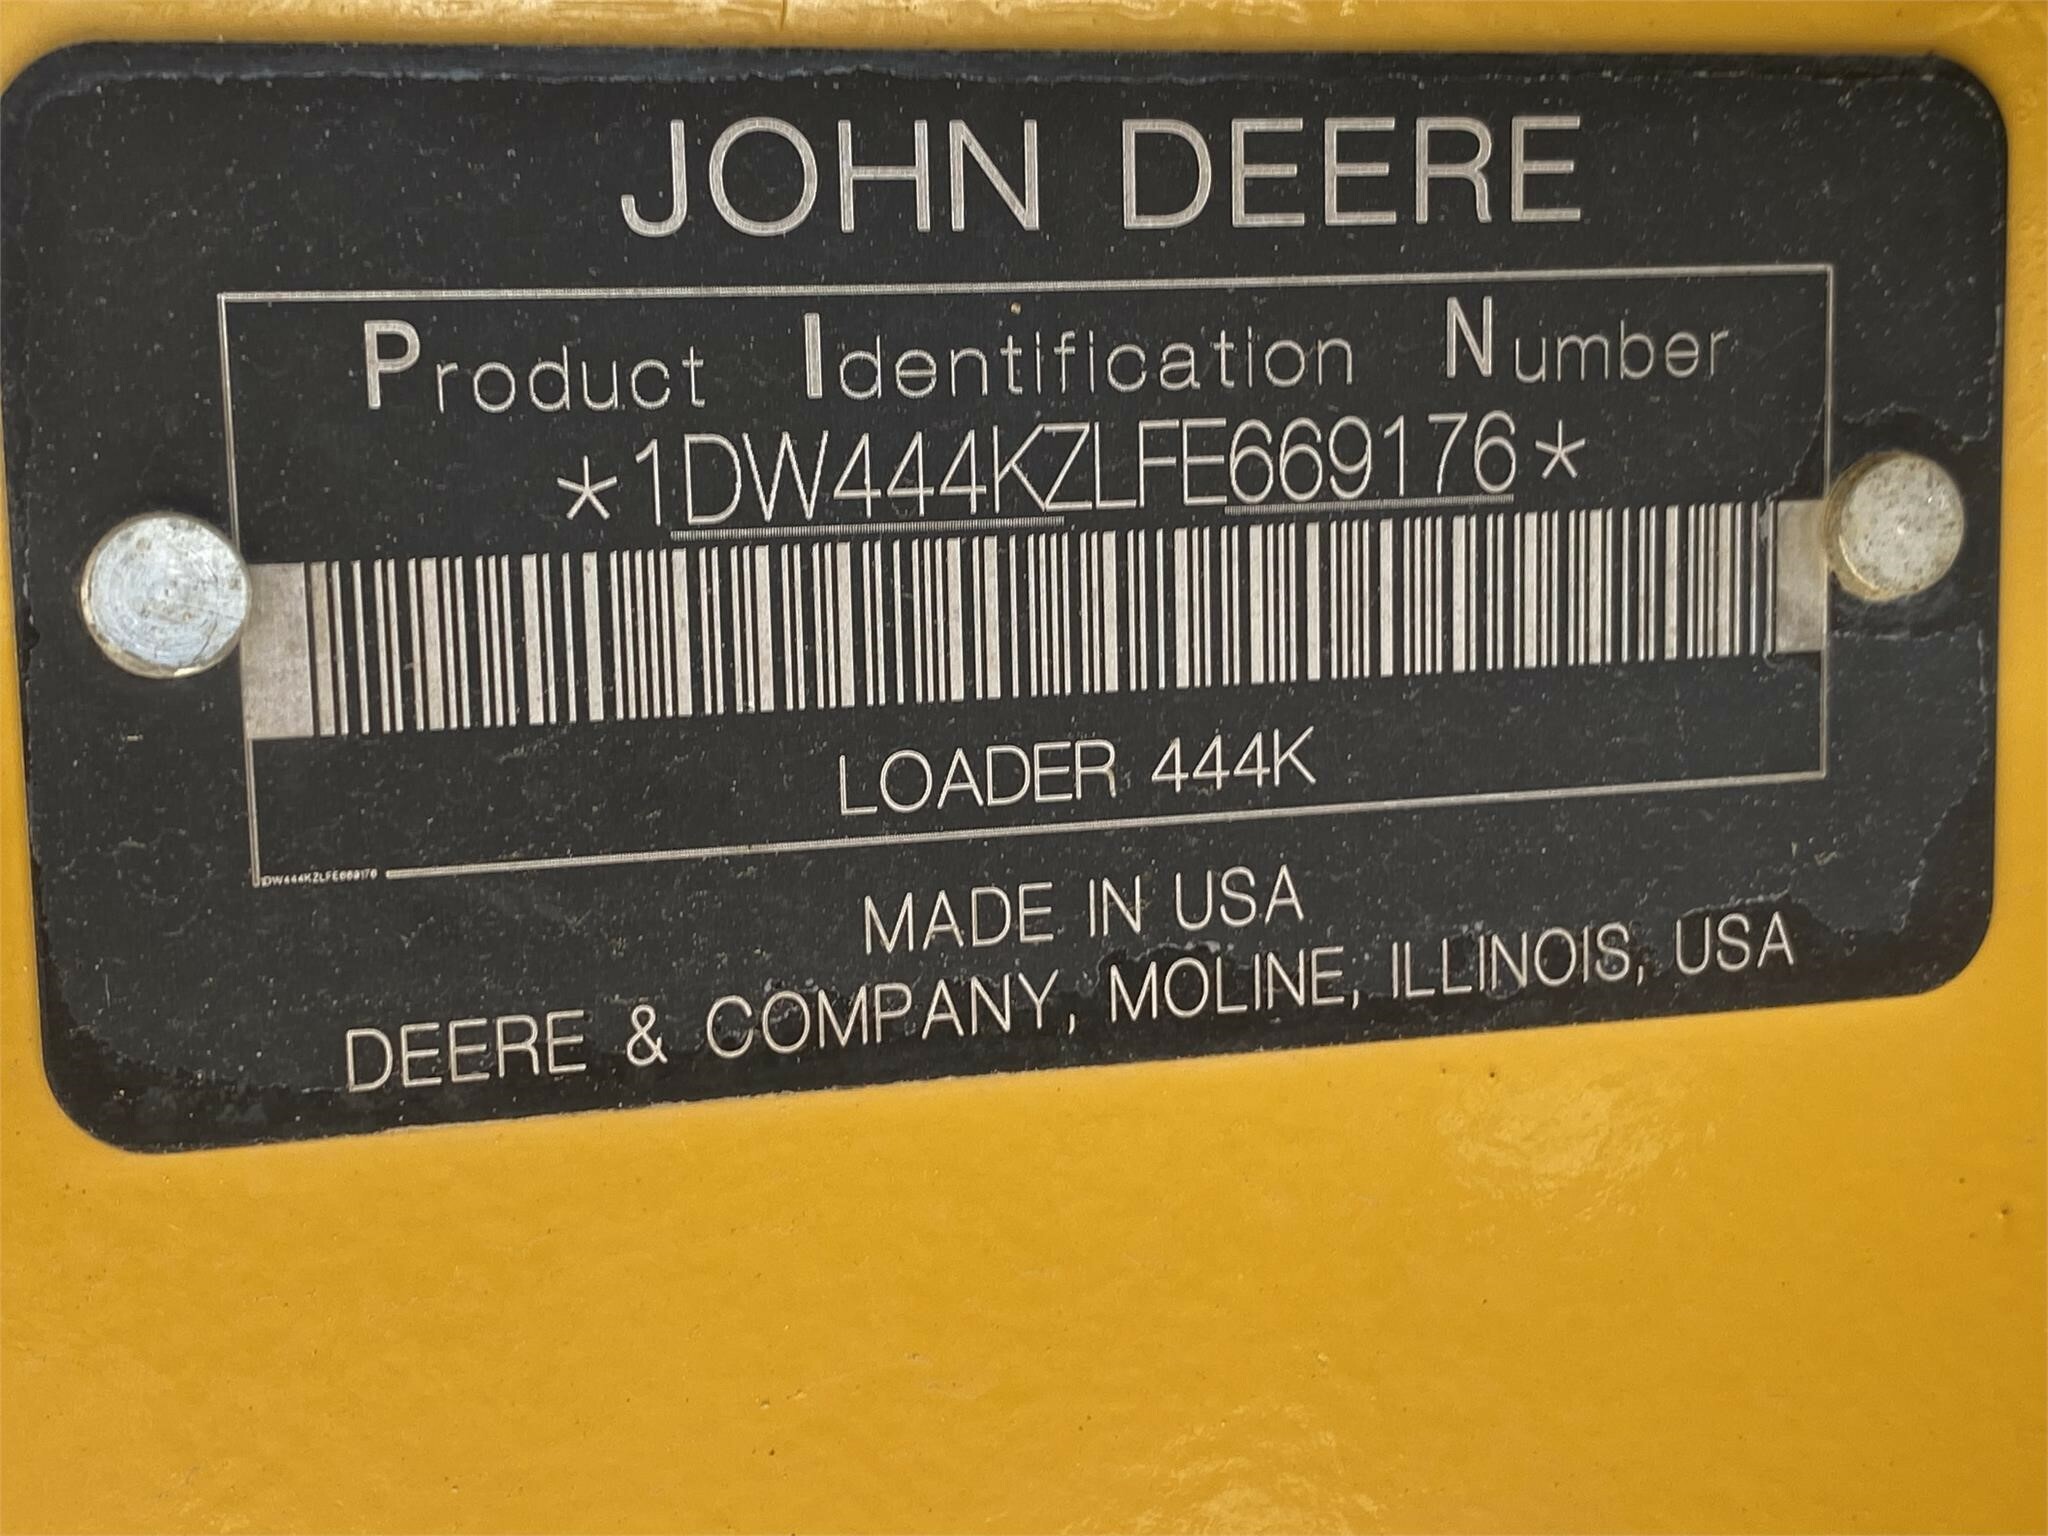 JOHN DEERE
Product Identification Number
*1DW444KZLFE669176*
LOADER 444K
1DW444KZLFE669176
MADE IN USA
DEERE & COMPANY, MOLINE, ILLINOIS, USA